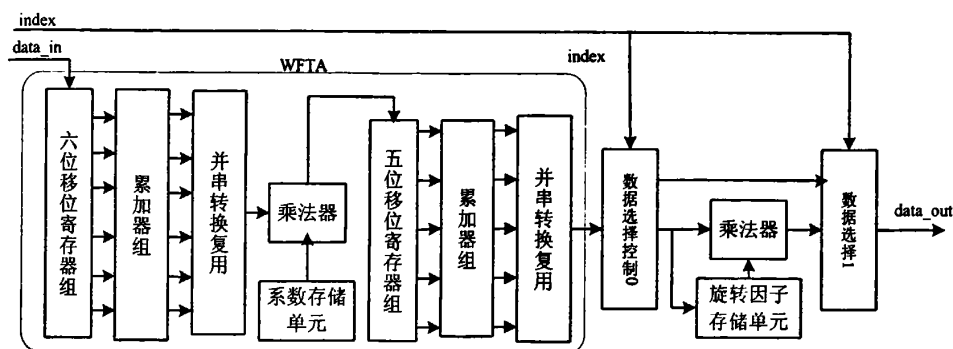 index
data_in
WFTA
index
六位移位寄存器组
累加器组
并串转换复用
乘法器
系数存储
单元
五位移位寄存器组
累加器组
并串转换复用
数据选择控制0
乘法器
旋转因子
存储单元
数据选择1
data_out